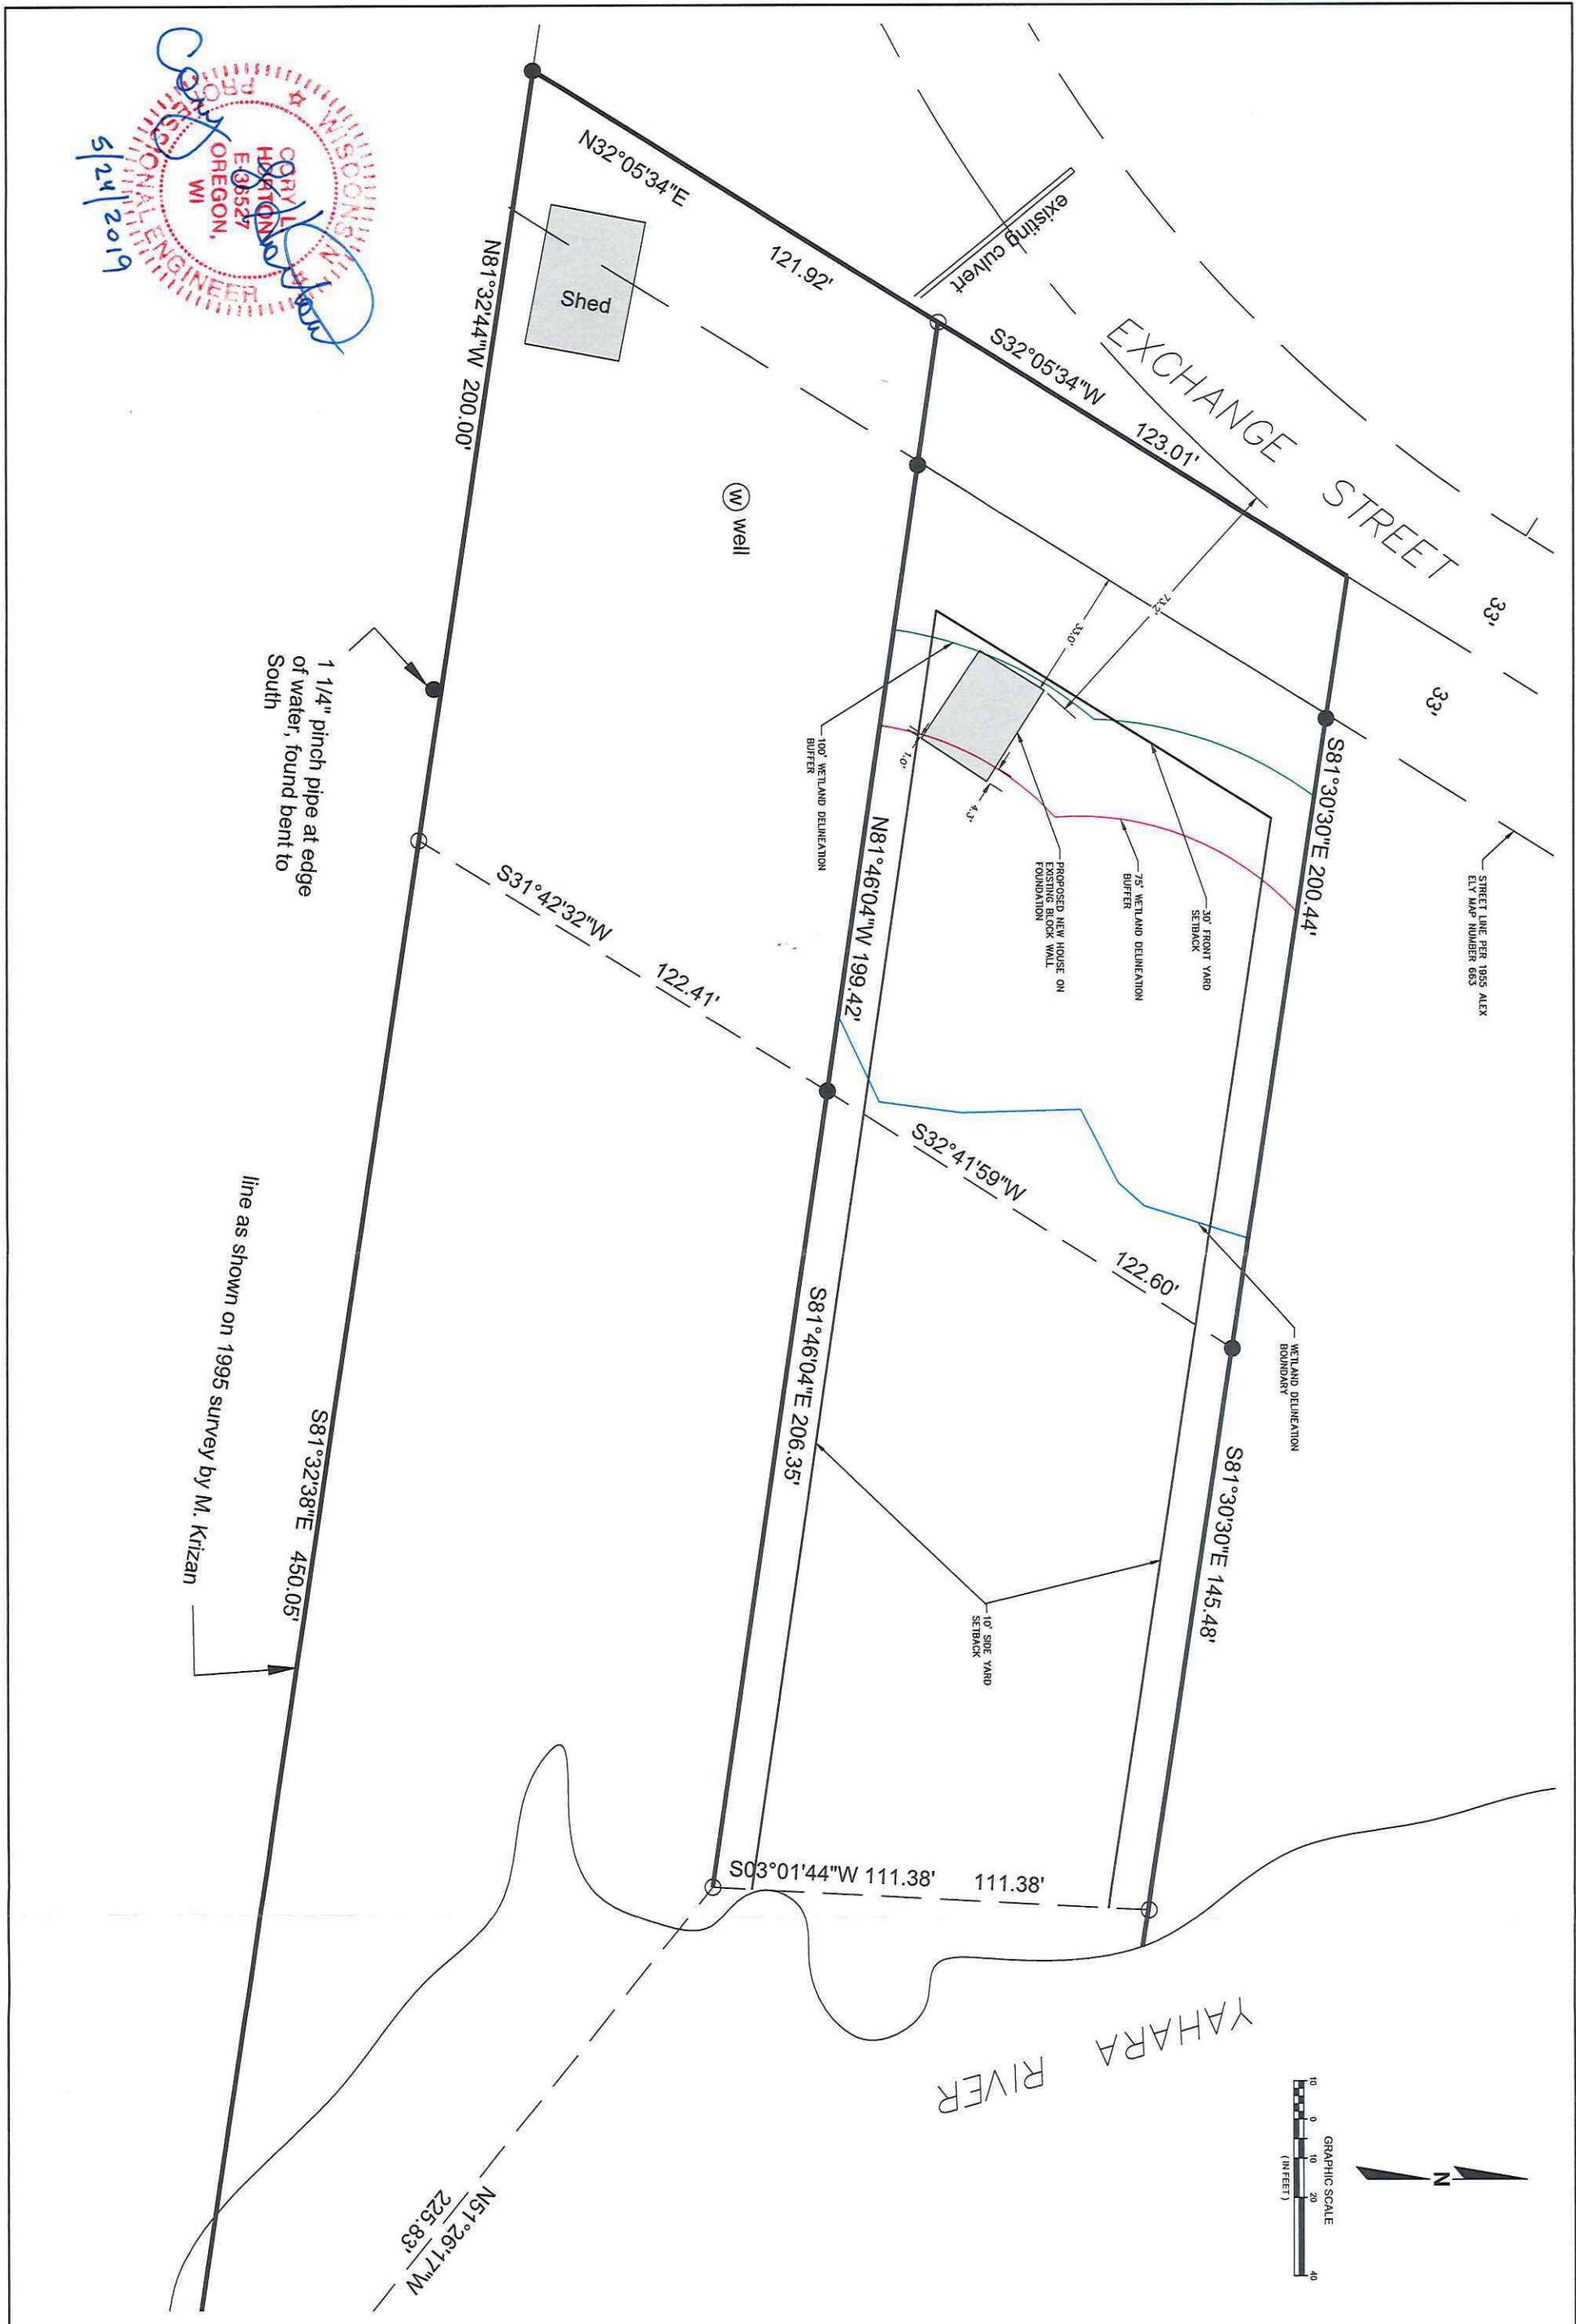 EXCHANGE STREET
33'
33'
STREET LINE PER 1955 ALEX
ELY MAP NUMBER 663
existing culvert
N32°05'34"E
121.92'
S32°05'34"W
123.01'
Shed
N81°32'44"W 200.00'
W well
73.2'
33.0'
S81°30'30"E 200.44'
30' FRONT YARD
SETBACK
75' WETLAND DELINEATION
BUFFER
PROPOSED NEW HOUSE ON
EXISTING BLOCK WALL
FOUNDATION
4.3'
1.0'
100' WETLAND DELINEATION
BUFFER
N81°46'04"W 199.42'
1 1/4" pinch pipe at edge
of water, found bent to
South
S31°42'32"W
122.41'
S32°41'59"W
122.60'
WETLAND DELINEATION
BOUNDARY
S81°30'30"E 145.48'
S81°46'04"E 206.35'
10' SIDE YARD
SETBACK
line as shown on 1995 survey by M. Krizan
S81°32'38"E 450.05'
S03°01'44"W 111.38'
111.38'
YAHARA RIVER
N51°26'17"W
225.83'
N
GRAPHIC SCALE
10 0 10 20 40
( IN FEET )
WISCONSIN
CORY L.
HORTON
E-36527
OREGON,
WI
PROFESSIONAL ENGINEER
Cory L Horton
5/24/2019